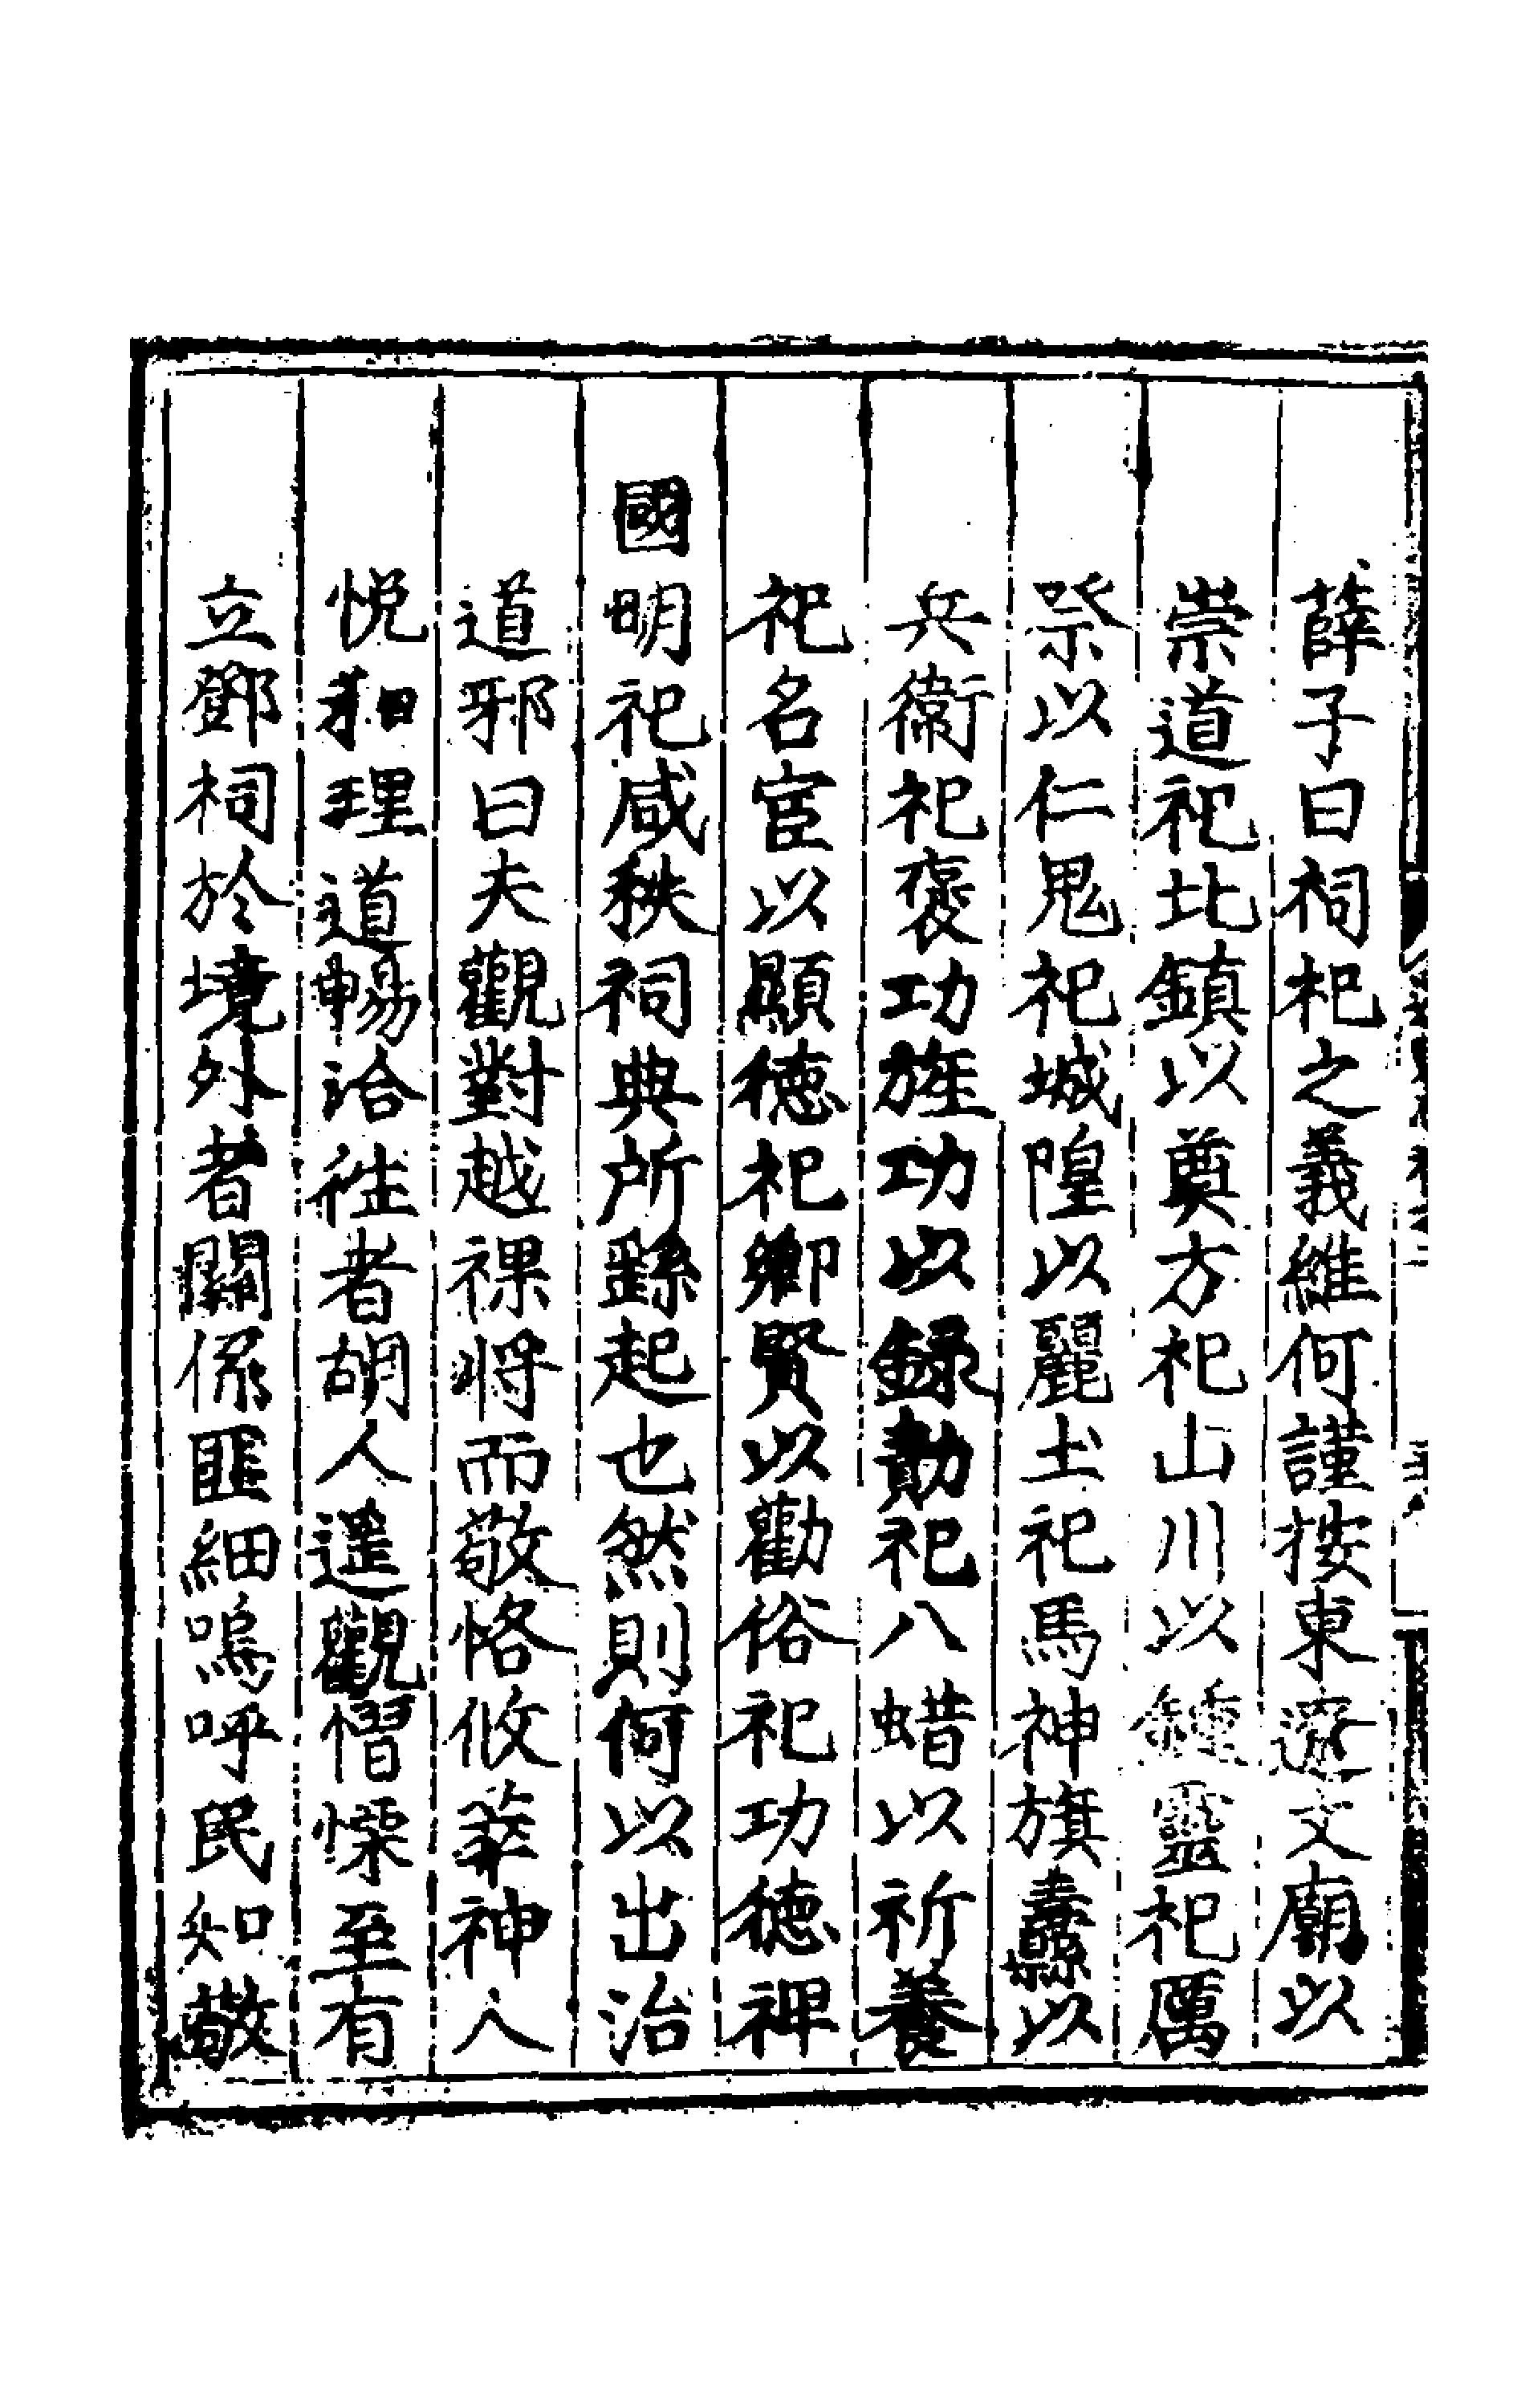 薛子曰祠祀之義維何謹按東遼文廟以
崇道祀北鎮以奠方祀山川以鍾靈祀厲
祭以仁鬼祀城隍以麗土祀馬神旗纛以
兵衛祀褒功旌功以録勣祀八蜡以祈養
祀名宦以顯德祀鄉賢以勸俗祀功德裨
國明祀咸秩祠典所繇起也然則何以出治
道邪曰夫觀對越祼將而敬恪攸萃神人
悅和理道暢洽徃者胡人遥觀慴慄至有
立鄧祠於境外者關係匪細嗚呼民知敬